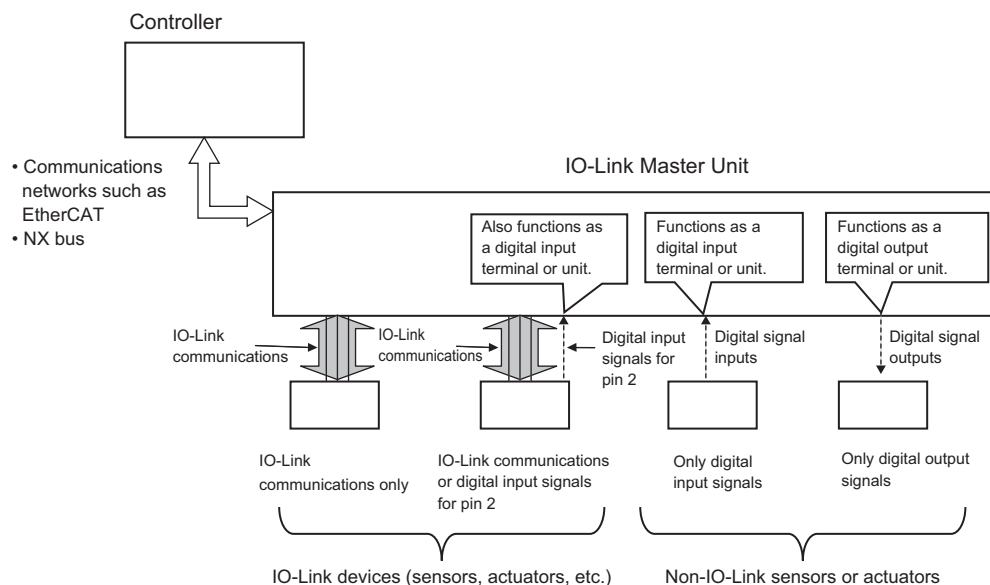 Controller
• Communications
networks such as
EtherCAT
• NX bus
IO-Link Master Unit
Also functions as
a digital input
terminal or unit.
Functions as a
digital input
terminal or unit.
Functions as a
digital output
terminal or unit.
IO-Link
communications
IO-Link
communications
Digital input
signals for
pin 2
Digital signal
inputs
Digital signal
outputs
IO-Link
communications only
IO-Link communications
or digital input signals
for pin 2
Only digital
input signals
Only digital output
signals
IO-Link devices (sensors, actuators, etc.)
Non-IO-Link sensors or actuators